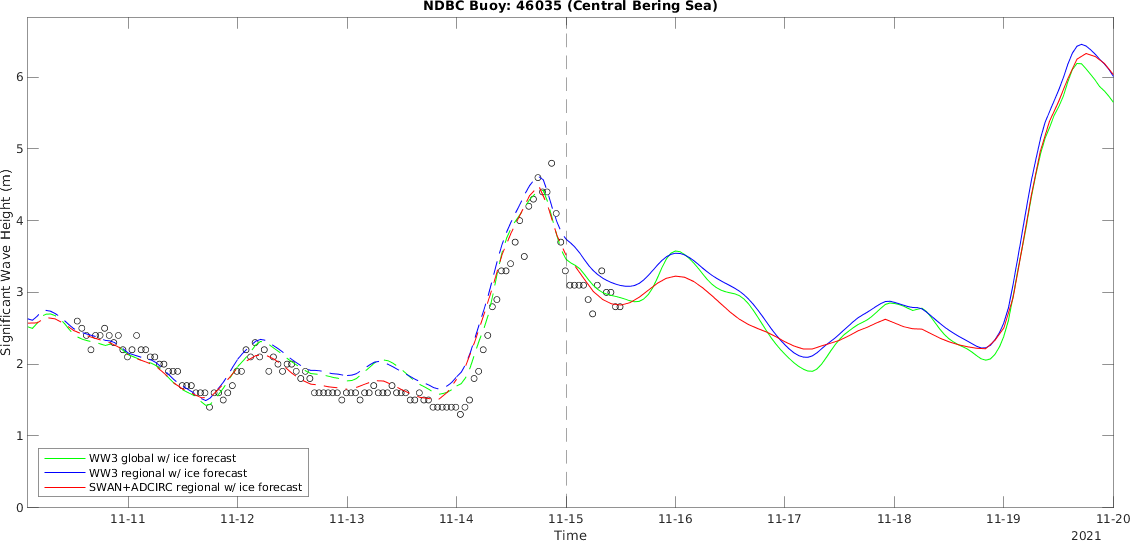 NDBC Buoy: 46035 (Central Bering Sea)
Significant Wave Height (m)
6
5
4
3
2
1
0
WW3 global w/ ice forecast
WW3 regional w/ ice forecast
SWAN+ADCIRC regional w/ ice forecast
11-11 11-12 11-13 11-14 11-15 11-16 11-17 11-18 11-19 11-20
Time
2021